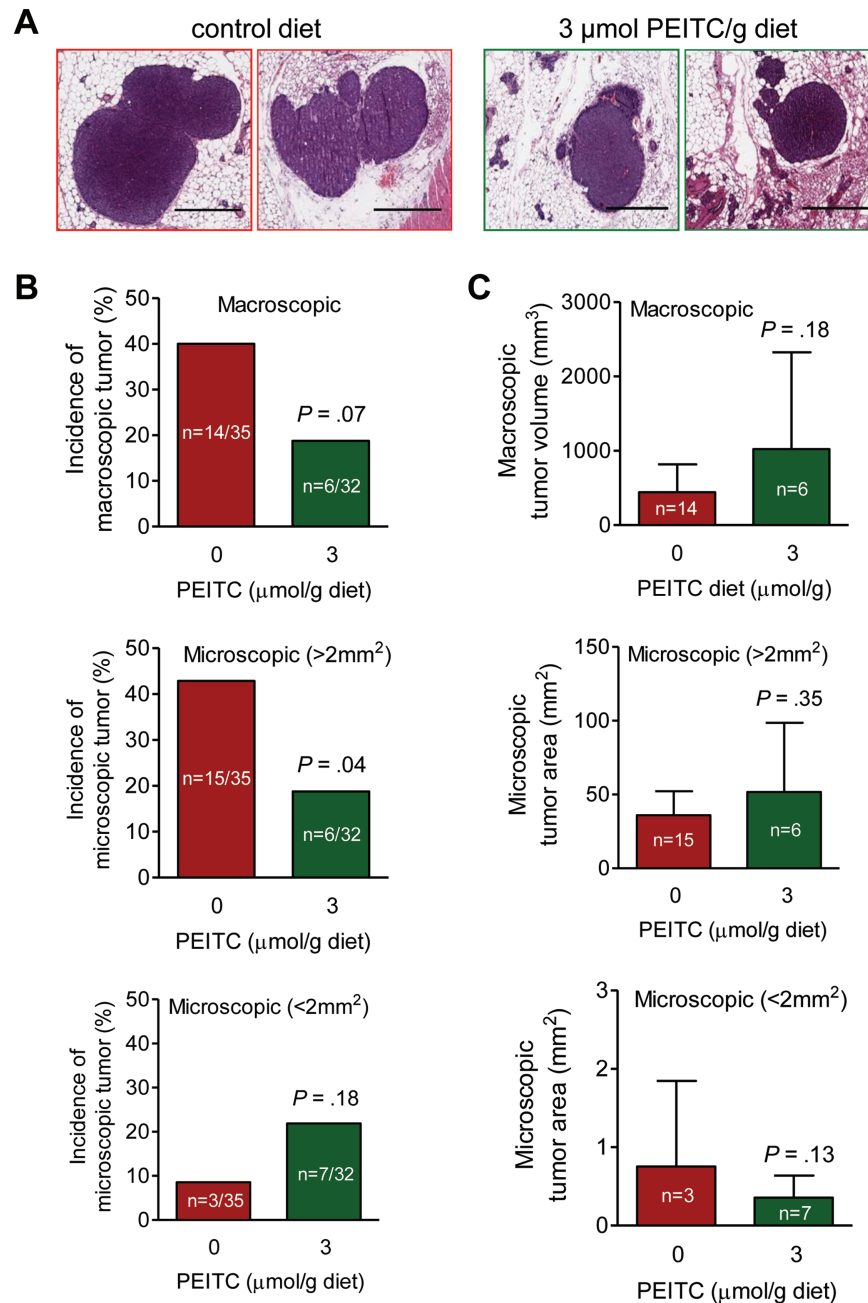 A
control diet
3 μmol PEITC/g diet
B
Incidence of
macroscopic tumor (%)
50
40
30
20
10
0
Macroscopic
n=14/35
P = .07
n=6/32
0
3
PEITC (μmol/g diet)
Incidence of
microscopic tumor (%)
50
40
30
20
10
0
Microscopic (>2mm²)
n=15/35
P = .04
n=6/32
0
3
PEITC (μmol/g diet)
Incidence of
microscopic tumor (%)
50
40
30
20
10
0
Microscopic (<2mm²)
n=3/35
P = .18
n=7/32
0
3
PEITC (μmol/g diet)
C
Macroscopic
tumor volume (mm³)
3000
2000
1000
0
Macroscopic
P = .18
n=14
n=6
0
3
PEITC diet (μmol/g)
Microscopic
tumor area (mm²)
150
100
50
0
Microscopic (>2mm²)
P = .35
n=15
n=6
0
3
PEITC (μmol/g diet)
Microscopic
tumor area (mm²)
3
2
1
0
Microscopic (<2mm²)
P = .13
n=3
n=7
0
3
PEITC (μmol/g diet)